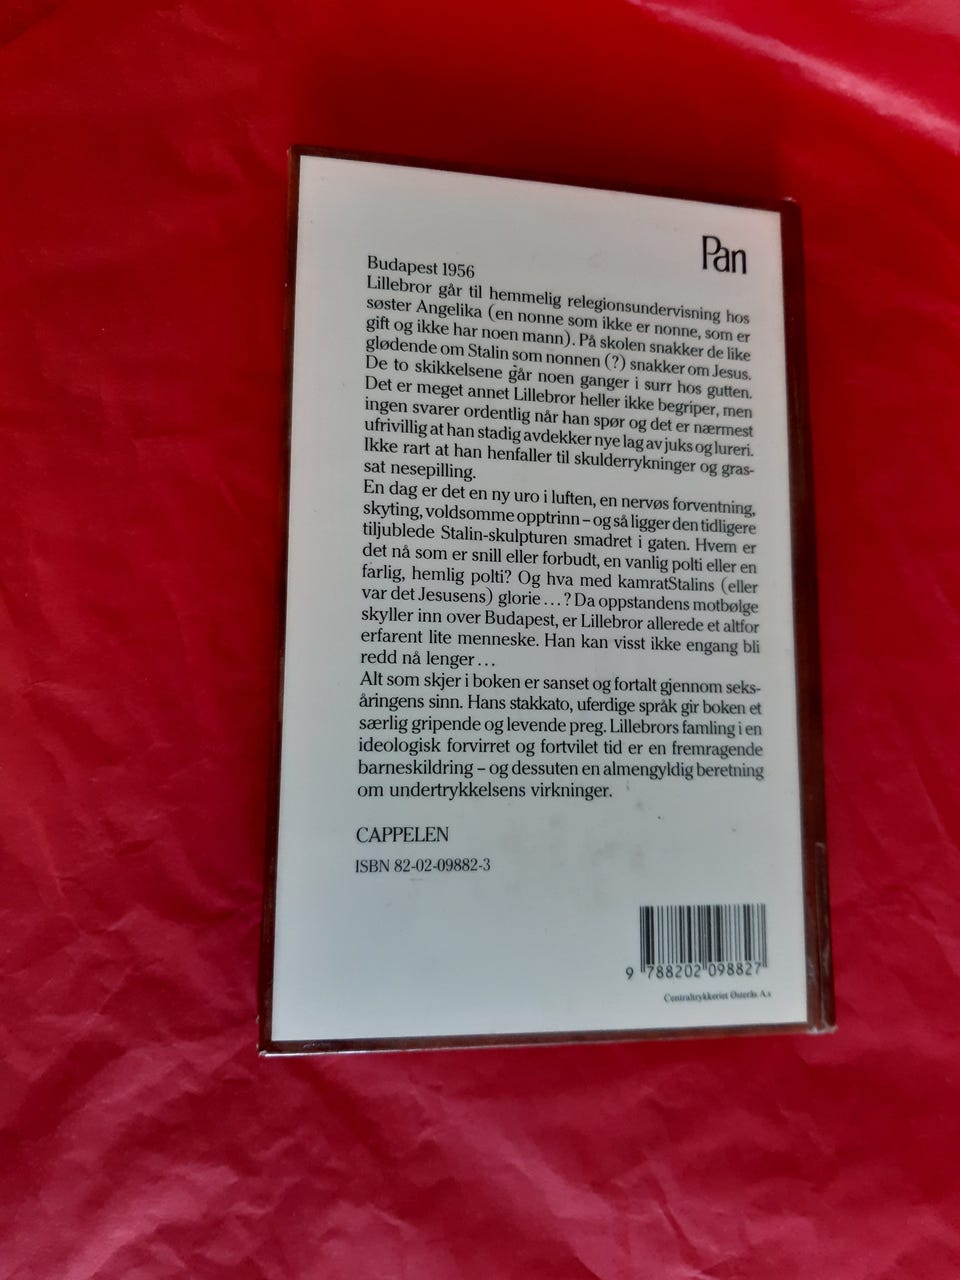 Pan
Budapest 1956
Lillebror går til hemmelig relegionsundervisning hos
søster Angelika (en nonne som ikke er nonne, som er
gift og ikke har noen mann). På skolen snakker de like
glødende om Stalin som nonnen (?) snakker om Jesus.
De to skikkelsene går noen ganger i surr hos gutten.
Det er meget annet Lillebror heller ikke begriper, men
ingen svarer ordentlig når han spør og det er nærmest
ufrivillig at han stadig avdekker nye lag av juks og lureri.
Ikke rart at han henfaller til skulderrykninger og gras-
sat nesepilling.
En dag er det en ny uro i luften, en nervøs forventning,
skyting, voldsomme opptrinn – og så ligger den tidligere
tiljublede Stalin-skulpturen smadret i gaten. Hvem er
det nå som er snill eller forbudt, en vanlig polti eller en
farlig, hemlig polti? Og hva med kamratStalins (eller
var det Jesusens) glorie ...? Da oppstandens motbølge
skyller inn over Budapest, er Lillebror allerede et altfor
erfarent lite menneske. Han kan visst ikke engang bli
redd nå lenger ...
Alt som skjer i boken er sanset og fortalt gjennom seks-
åringens sinn. Hans stakkato, uferdige språk gir boken et
særlig gripende og levende preg. Lillebrors famling i en
ideologisk forvirret og fortvilet tid er en fremragende
barneskildring – og dessuten en almengyldig beretning
om undertrykkelsens virkninger.
CAPPELEN
ISBN 82-02-09882-3
9 788202 098827
Centraltrykkeriet Østerås A.s